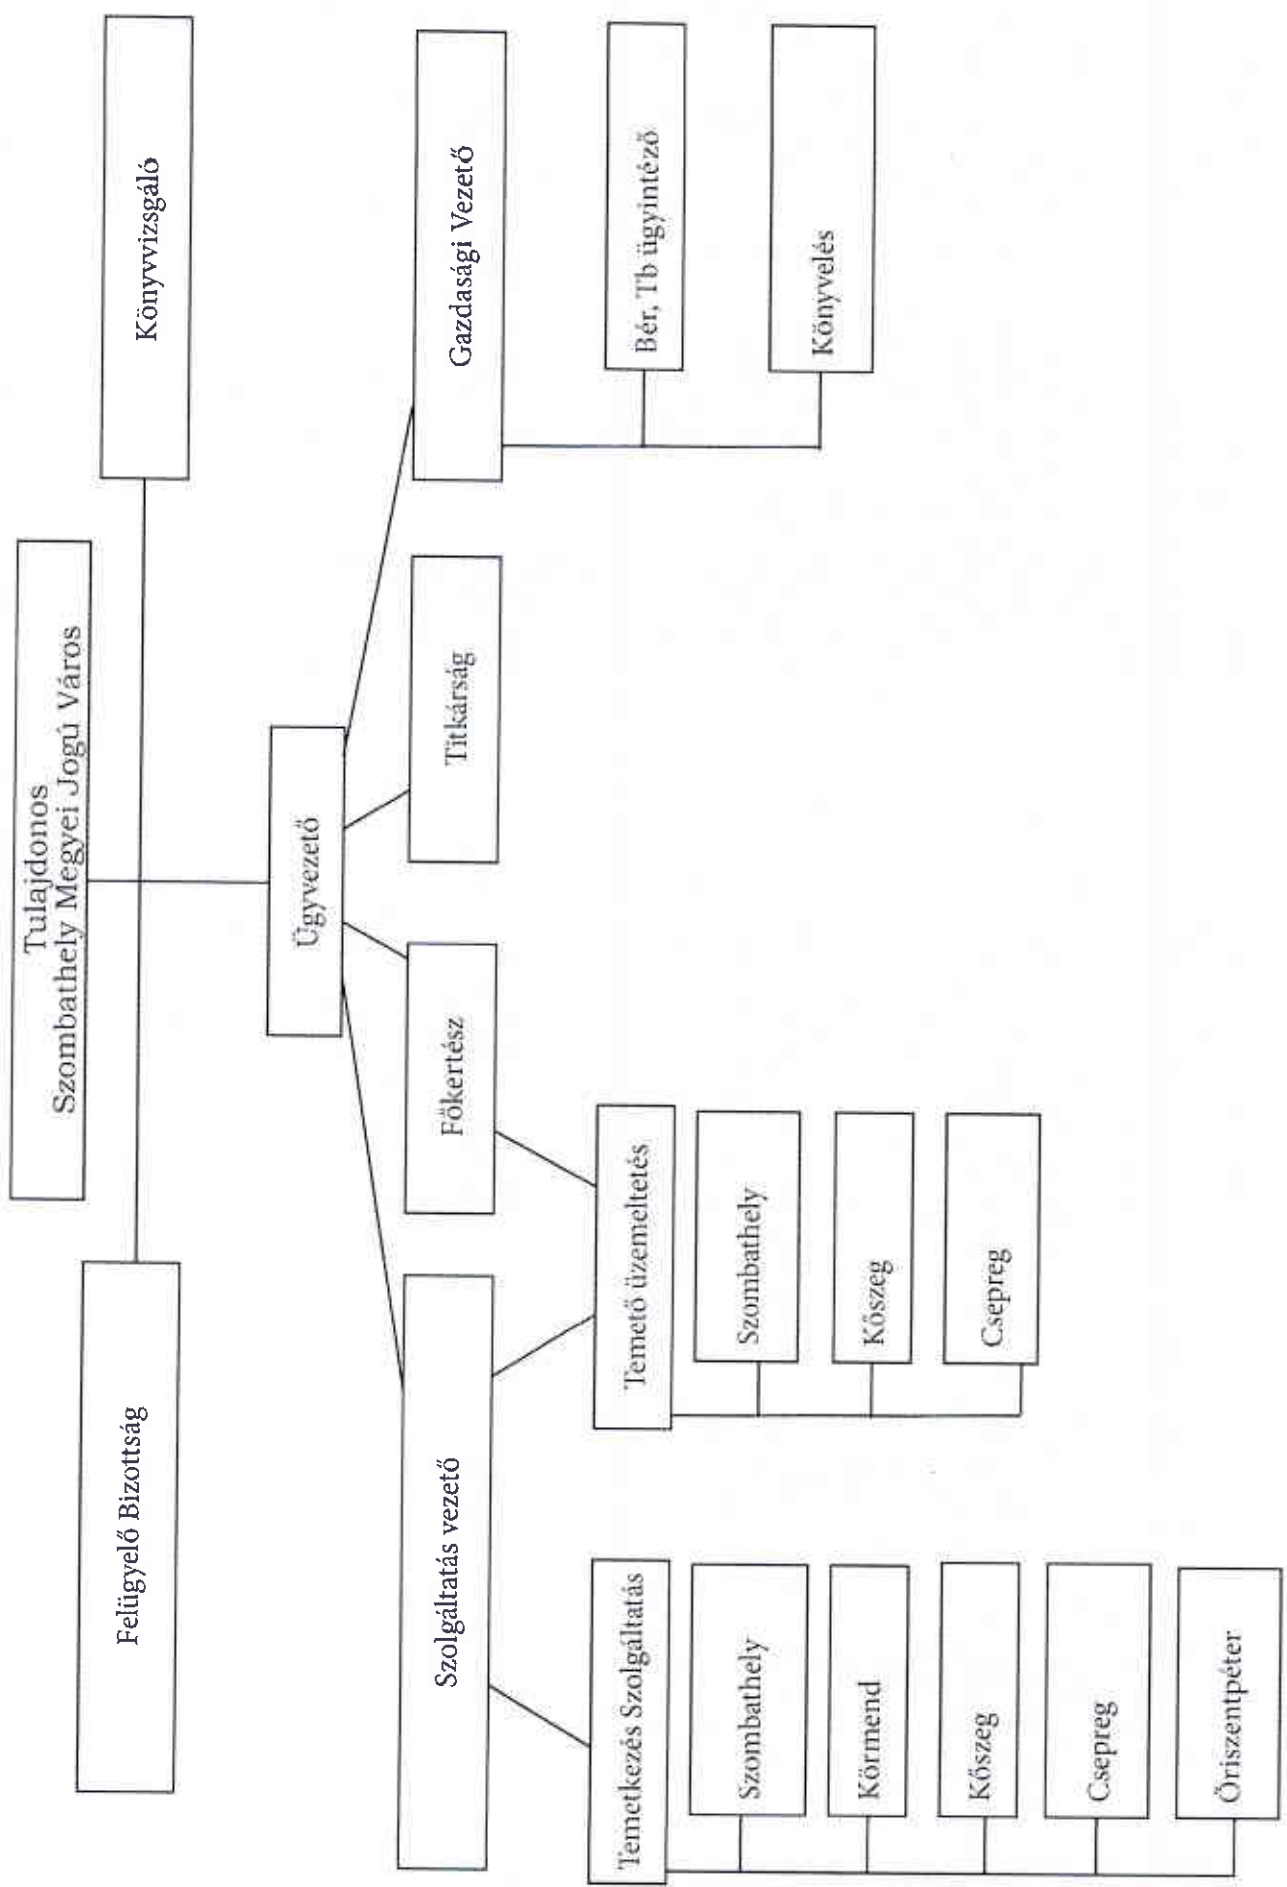 Tulajdonos
Szombathely Megyei Jogú Város
Felügyelő Bizottság
Könyvvizsgáló
Ügyvezető
Szolgáltatás vezető
Főkertész
Titkárság
Gazdasági Vezető
Temetkezés Szolgáltatás
Szombathely
Körmend
Kőszeg
Csepreg
Őriszentpéter
Temető üzemeltetés
Szombathely
Kőszeg
Csepreg
Bér, Tb ügyintéző
Könyvelés